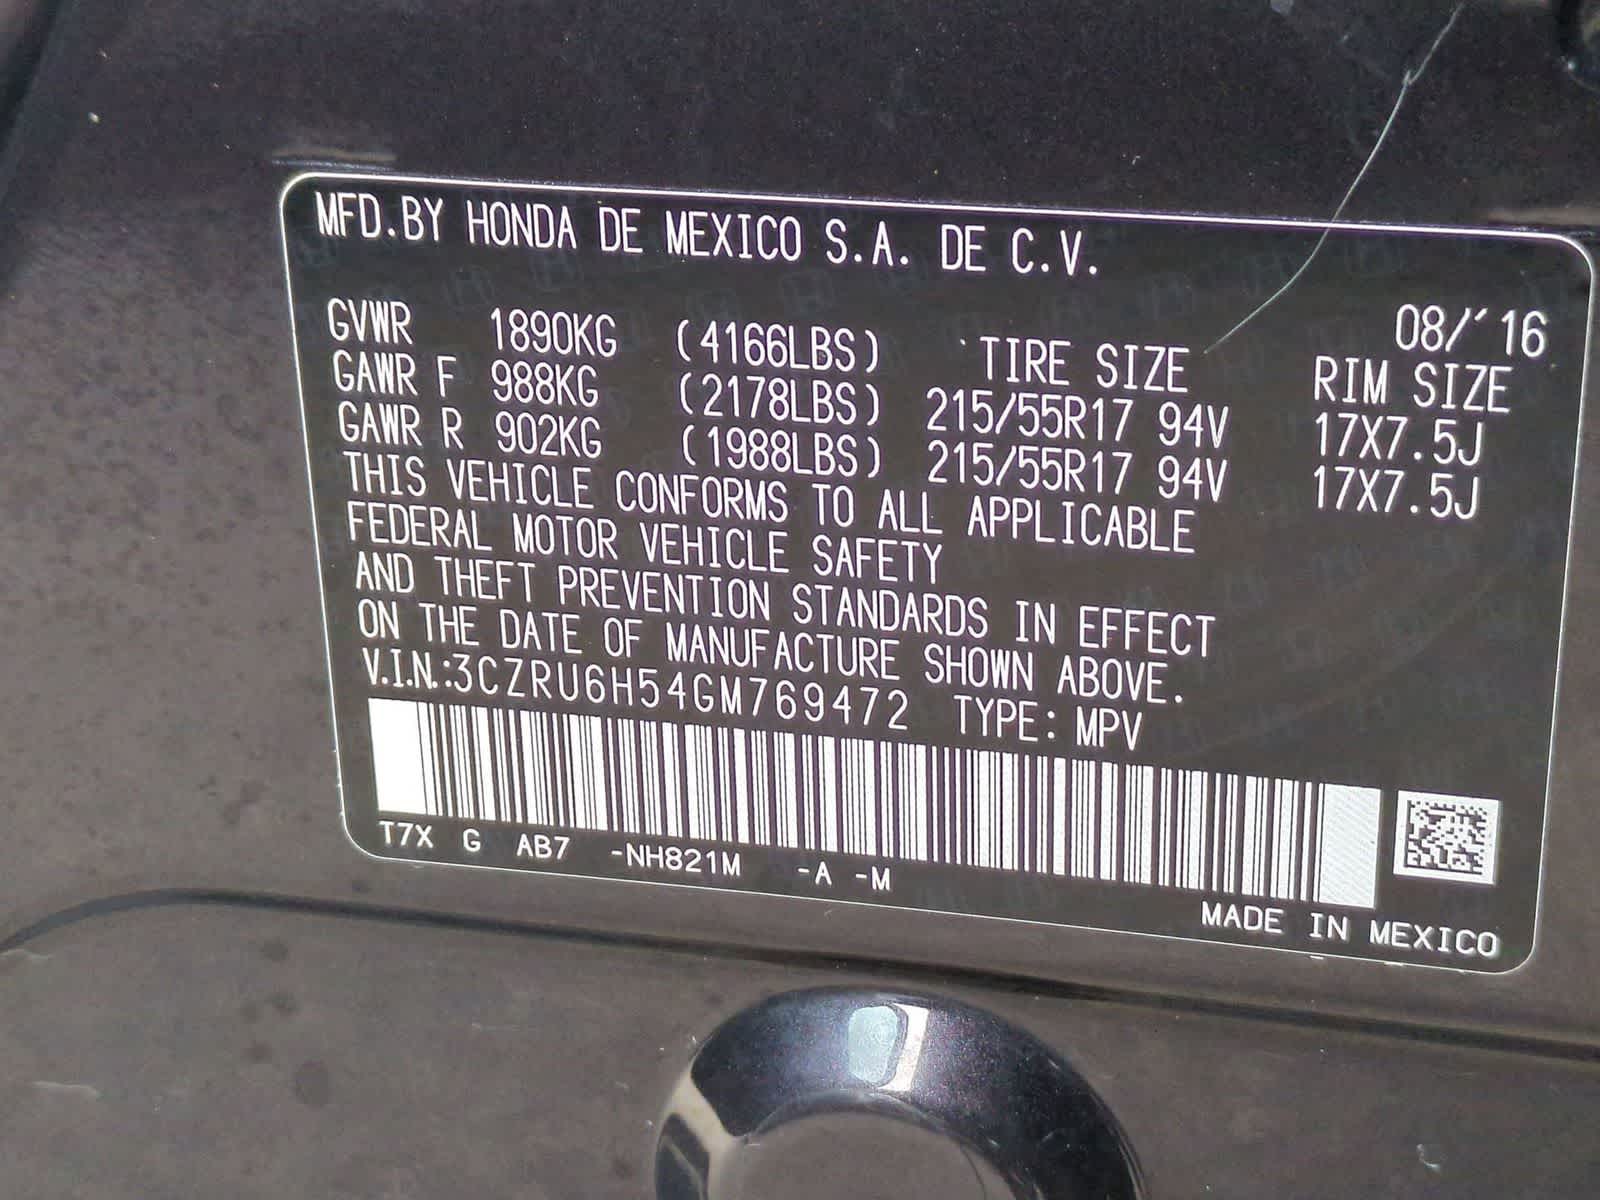 MFD.BY HONDA DE MEXICO S.A. DE C.V.
08/'16
GVWR 1890KG (4166LBS) TIRE SIZE RIM SIZE
GAWR F 988KG (2178LBS) 215/55R17 94V 17X7.5J
GAWR R 902KG (1988LBS) 215/55R17 94V 17X7.5J
THIS VEHICLE CONFORMS TO ALL APPLICABLE
FEDERAL MOTOR VEHICLE SAFETY
AND THEFT PREVENTION STANDARDS IN EFFECT
ON THE DATE OF MANUFACTURE SHOWN ABOVE.
V.I.N.:3CZRU6H54GM769472 TYPE: MPV
T7X G AB7 -NH821M -A -M
MADE IN MEXICO